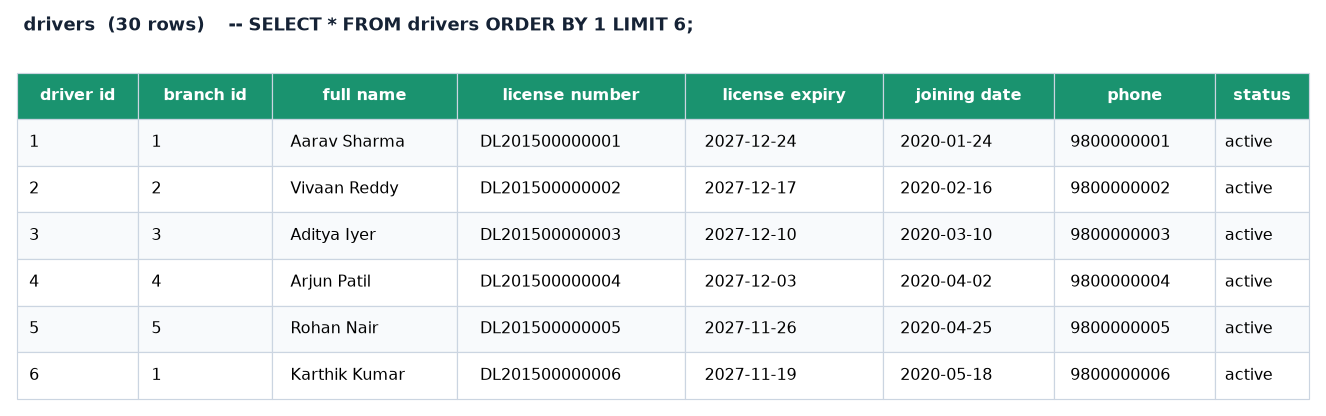 drivers (30 rows) -- SELECT * FROM drivers ORDER BY 1 LIMIT 6;
driver id branch id full name license number license expiry joining date phone status
1 1 Aarav Sharma DL201500000001 2027-12-24 2020-01-24 9800000001 active
2 2 Vivaan Reddy DL201500000002 2027-12-17 2020-02-16 9800000002 active
3 3 Aditya Iyer DL201500000003 2027-12-10 2020-03-10 9800000003 active
4 4 Arjun Patil DL201500000004 2027-12-03 2020-04-02 9800000004 active
5 5 Rohan Nair DL201500000005 2027-11-26 2020-04-25 9800000005 active
6 1 Karthik Kumar DL201500000006 2027-11-19 2020-05-18 9800000006 active